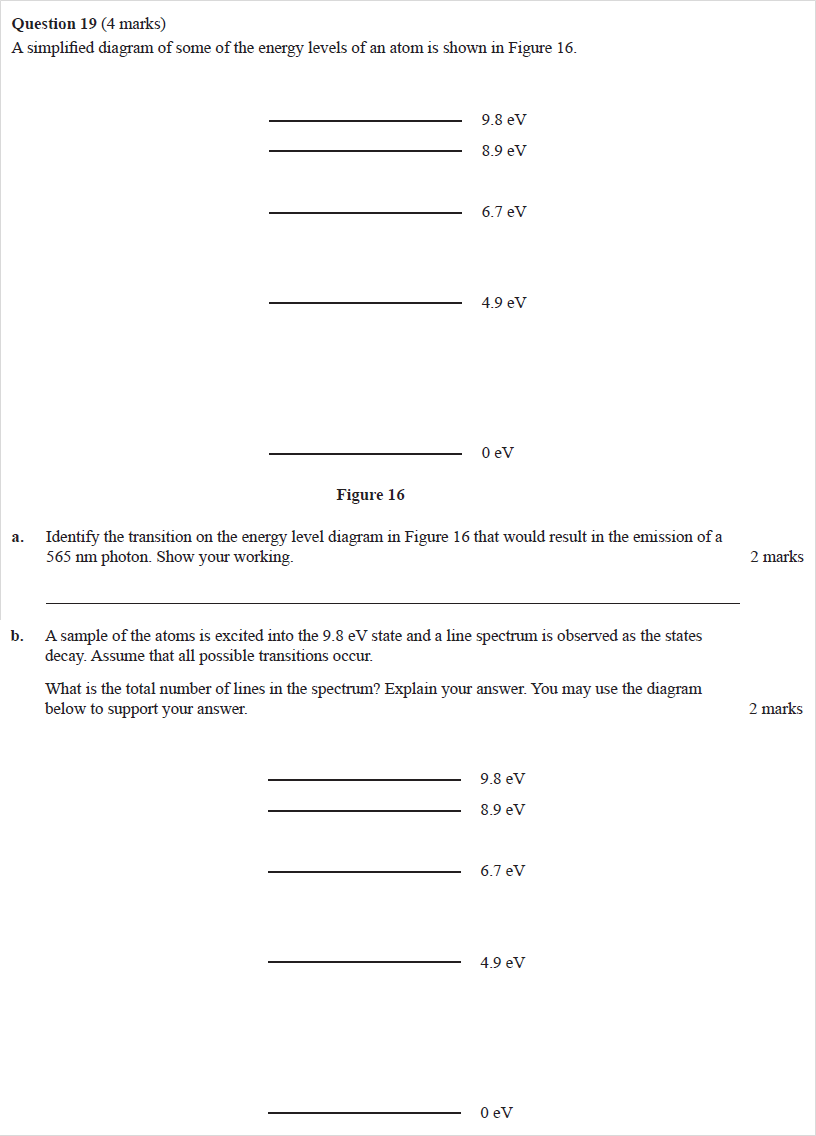 Question 19 (4 marks)
A simplified diagram of some of the energy levels of an atom is shown in Figure 16.
9.8 eV
8.9 eV
6.7 eV
4.9 eV
0 eV
Figure 16
a. Identify the transition on the energy level diagram in Figure 16 that would result in the emission of a
565 nm photon. Show your working. 2 marks
b. A sample of the atoms is excited into the 9.8 eV state and a line spectrum is observed as the states
decay. Assume that all possible transitions occur.
What is the total number of lines in the spectrum? Explain your answer. You may use the diagram
below to support your answer. 2 marks
9.8 eV
8.9 eV
6.7 eV
4.9 eV
0 eV